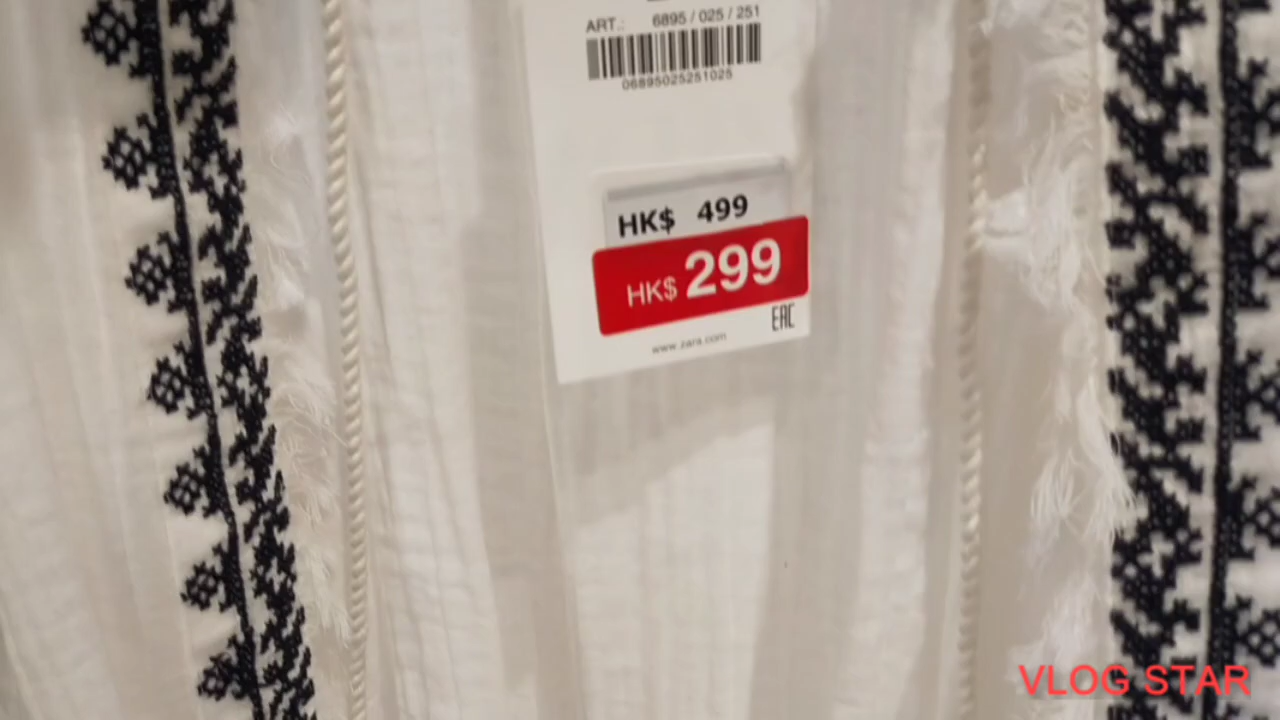 ART.: 6895 / 025 / 251
06895025251025
HK$ 499
HK$ 299
EAC
www.zara.com
VLOG STAR